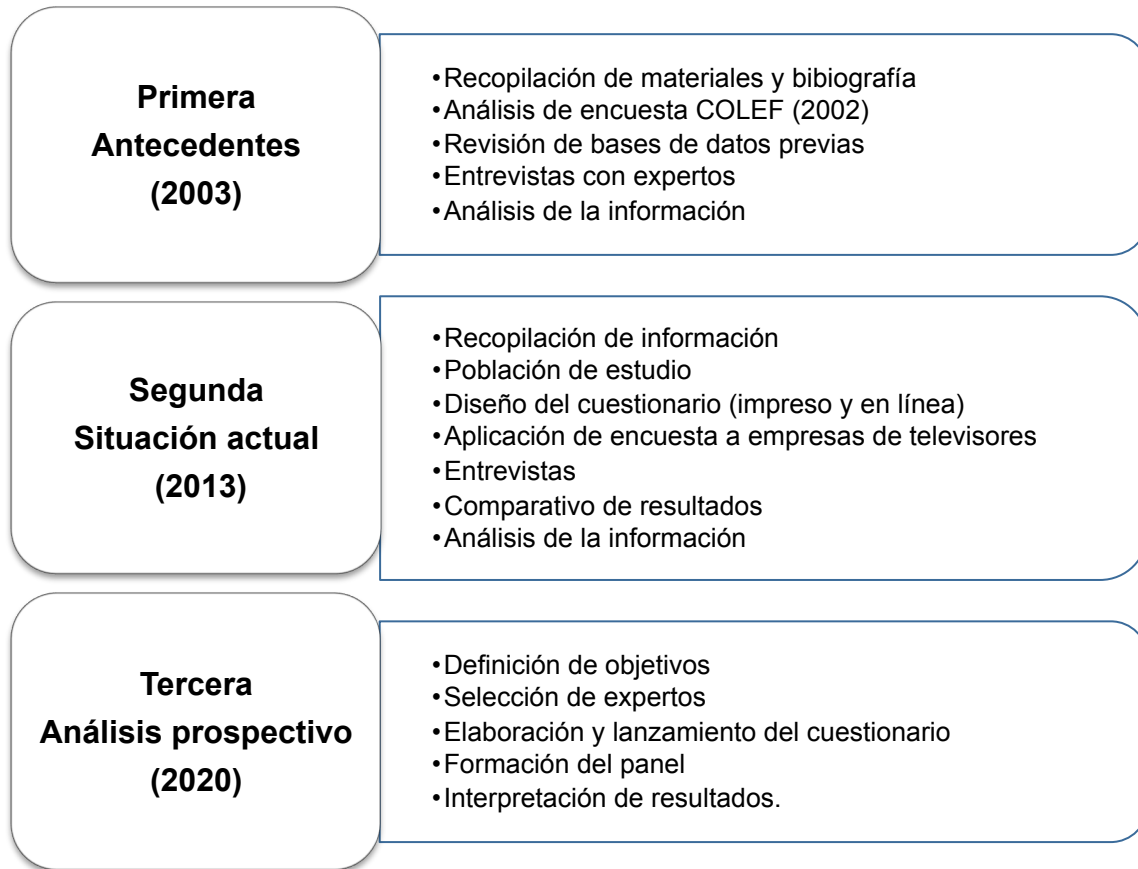 Primera
Antecedentes
(2003)
•Recopilación de materiales y bibiografía
•Análisis de encuesta COLEF (2002)
•Revisión de bases de datos previas
•Entrevistas con expertos
•Análisis de la información
Segunda
Situación actual
(2013)
•Recopilación de información
•Población de estudio
•Diseño del cuestionario (impreso y en línea)
•Aplicación de encuesta a empresas de televisores
•Entrevistas
•Comparativo de resultados
•Análisis de la información
Tercera
Análisis prospectivo
(2020)
•Definición de objetivos
•Selección de expertos
•Elaboración y lanzamiento del cuestionario
•Formación del panel
•Interpretación de resultados.